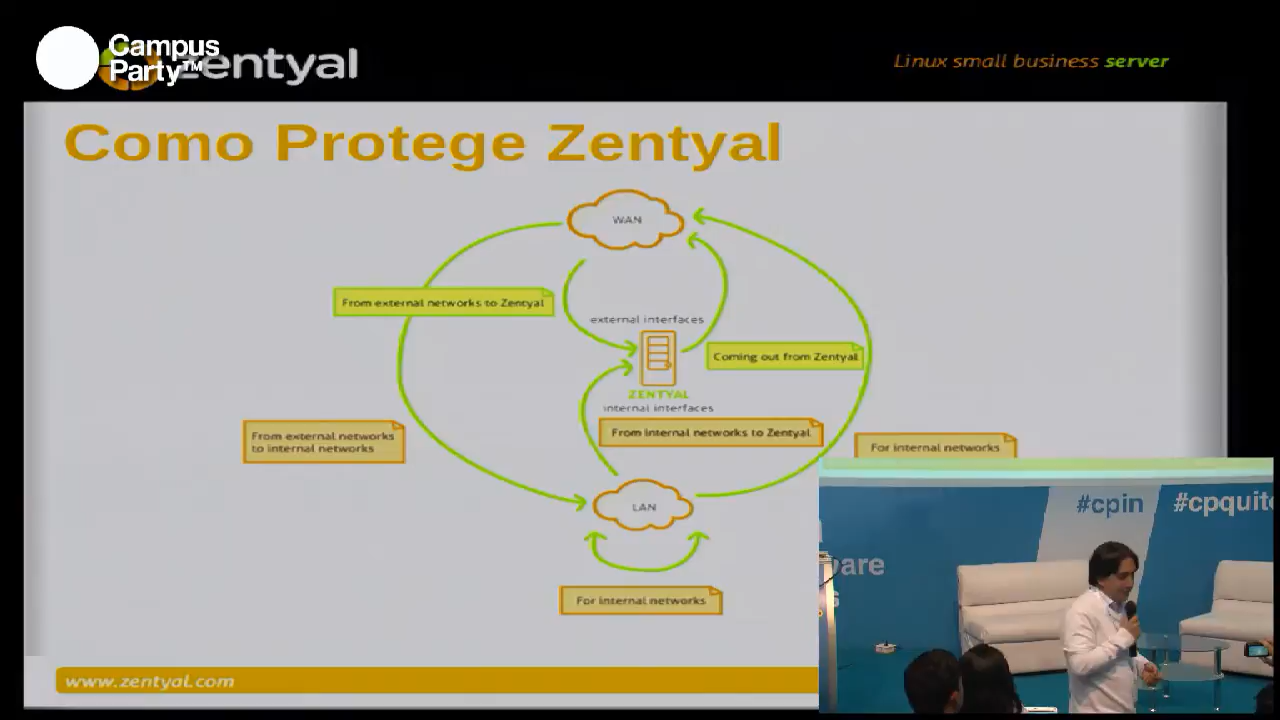 Campus
Party™
zentyal
Linux small business server
Como Protege Zentyal
WAN
From external networks to Zentyal
external interfaces
Coming out from Zentyal
ZENTYAL
internal interfaces
From internal networks to Zentyal
From external networks
to internal networks
For internal networks
LAN
For internal networks
www.zentyal.com
#cpin
#cpquito